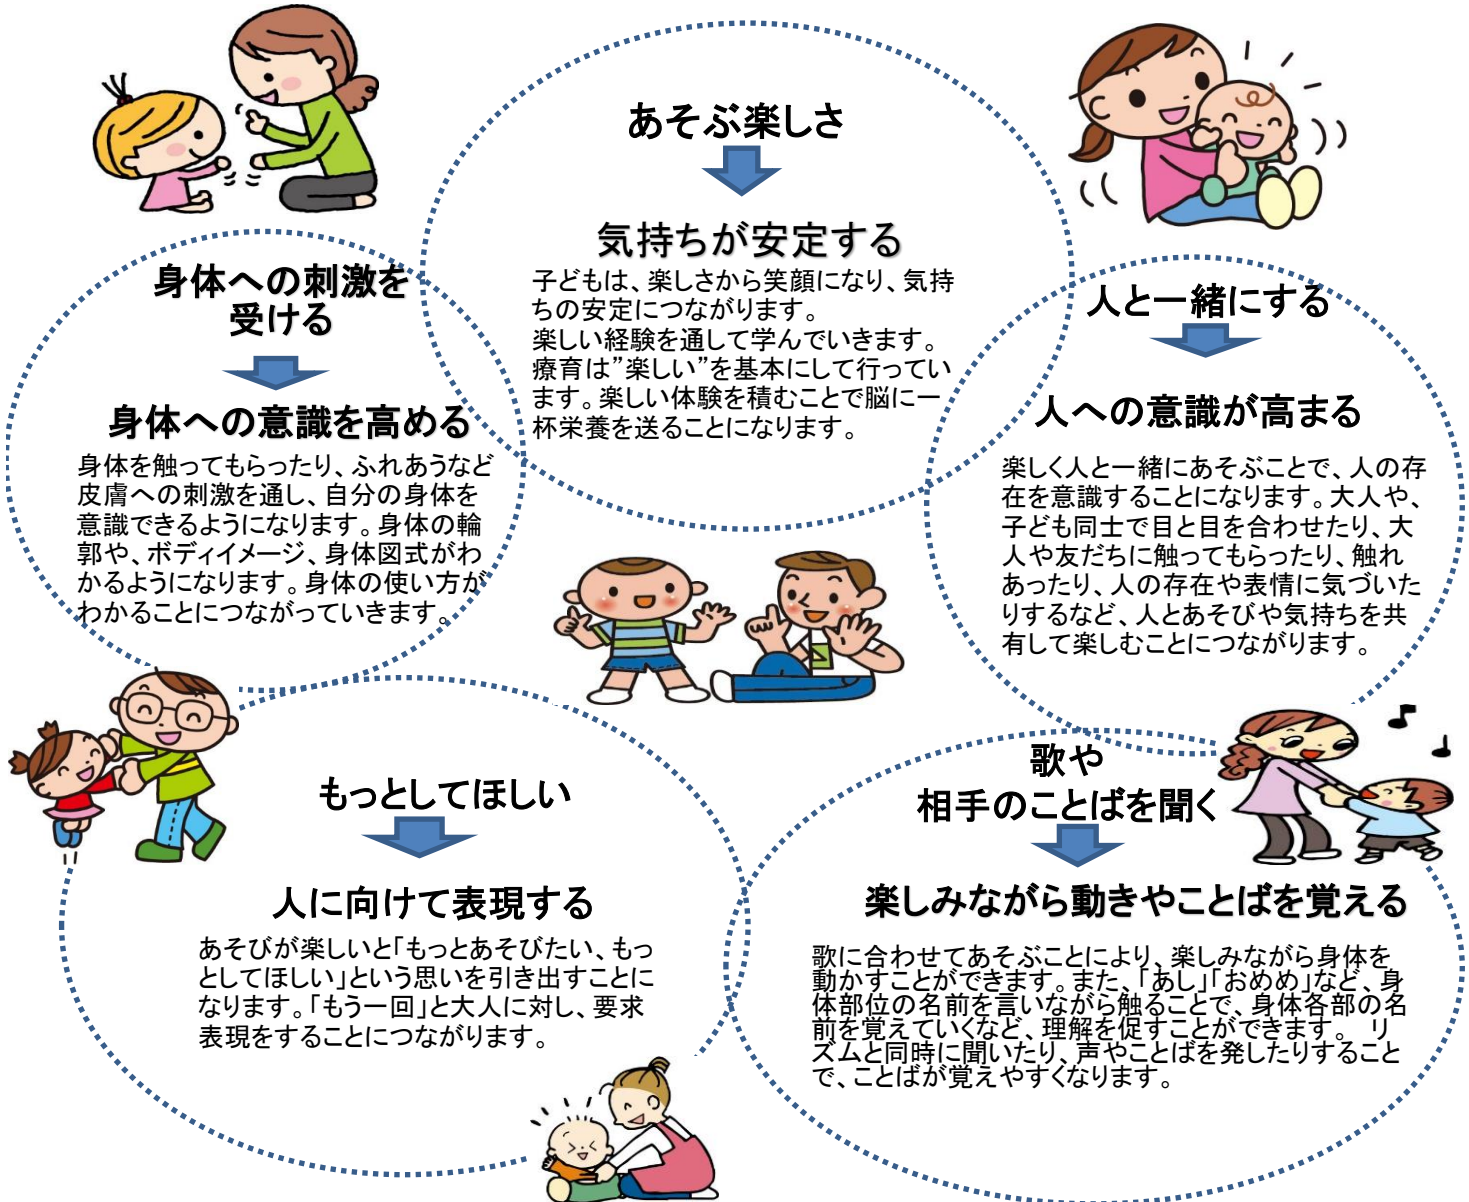 あそぶ楽しさ
気持ちが安定する
子どもは、楽しさから笑顔になり、気持
ちの安定につながります。
楽しい経験を通して学んでいきます。
療育は”楽しい”を基本にして行ってい
ます。楽しい体験を積むことで脳に一
杯栄養を送ることになります。
身体への刺激を
受ける
身体への意識を高める
身体を触ってもらったり、ふれあうなど
皮膚への刺激を通し、自分の身体を
意識できるようになります。身体の輪
郭や、ボディイメージ、身体図式がわ
かるようになります。身体の使い方が
わかることにつながっていきます。
人と一緒にする
人への意識が高まる
楽しく人と一緒にあそぶことで、人の存
在を意識することになります。大人や、
子ども同士で目と目を合わせたり、大
人や友だちに触ってもらったり、触れ
あったり、人の存在や表情に気づいた
りするなど、人とあそびや気持ちを共
有して楽しむことにつながります。
もっとしてほしい
人に向けて表現する
あそびが楽しいと「もっとあそびたい、もっ
としてほしい」という思いを引き出すことに
なります。「もう一回」と大人に対し、要求
表現をすることにつながります。
歌や
相手のことばを聞く
楽しみながら動きやことばを覚える
歌に合わせてあそぶことにより、楽しみながら身体を
動かすことができます。また、「あし」「おめめ」など、身
体部位の名前を言いながら触ることで、身体各部の名
前を覚えていくなど、理解を促すことができます。 リ
ズムと同時に聞いたり、声やことばを発したりすること
で、ことばが覚えやすくなります。